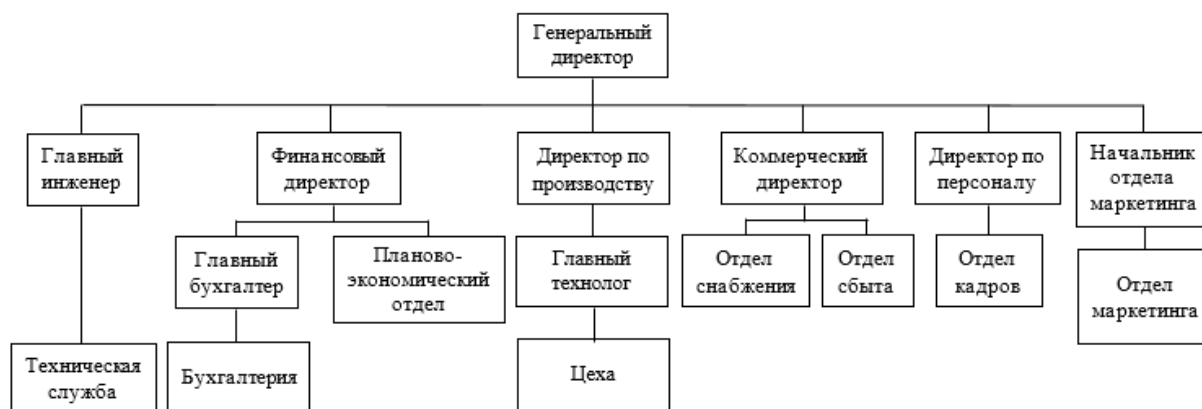 Генеральный
директор
Главный
инженер
Финансовый
директор
Директор по
производству
Коммерческий
директор
Директор по
персоналу
Начальник
отдела
маркетинга
Главный
бухгалтер
Планово-
экономический
отдел
Главный
технолог
Отдел
снабжения
Отдел
сбыта
Отдел
кадров
Отдел
маркетинга
Техническая
служба
Бухгалтерия
Цеха